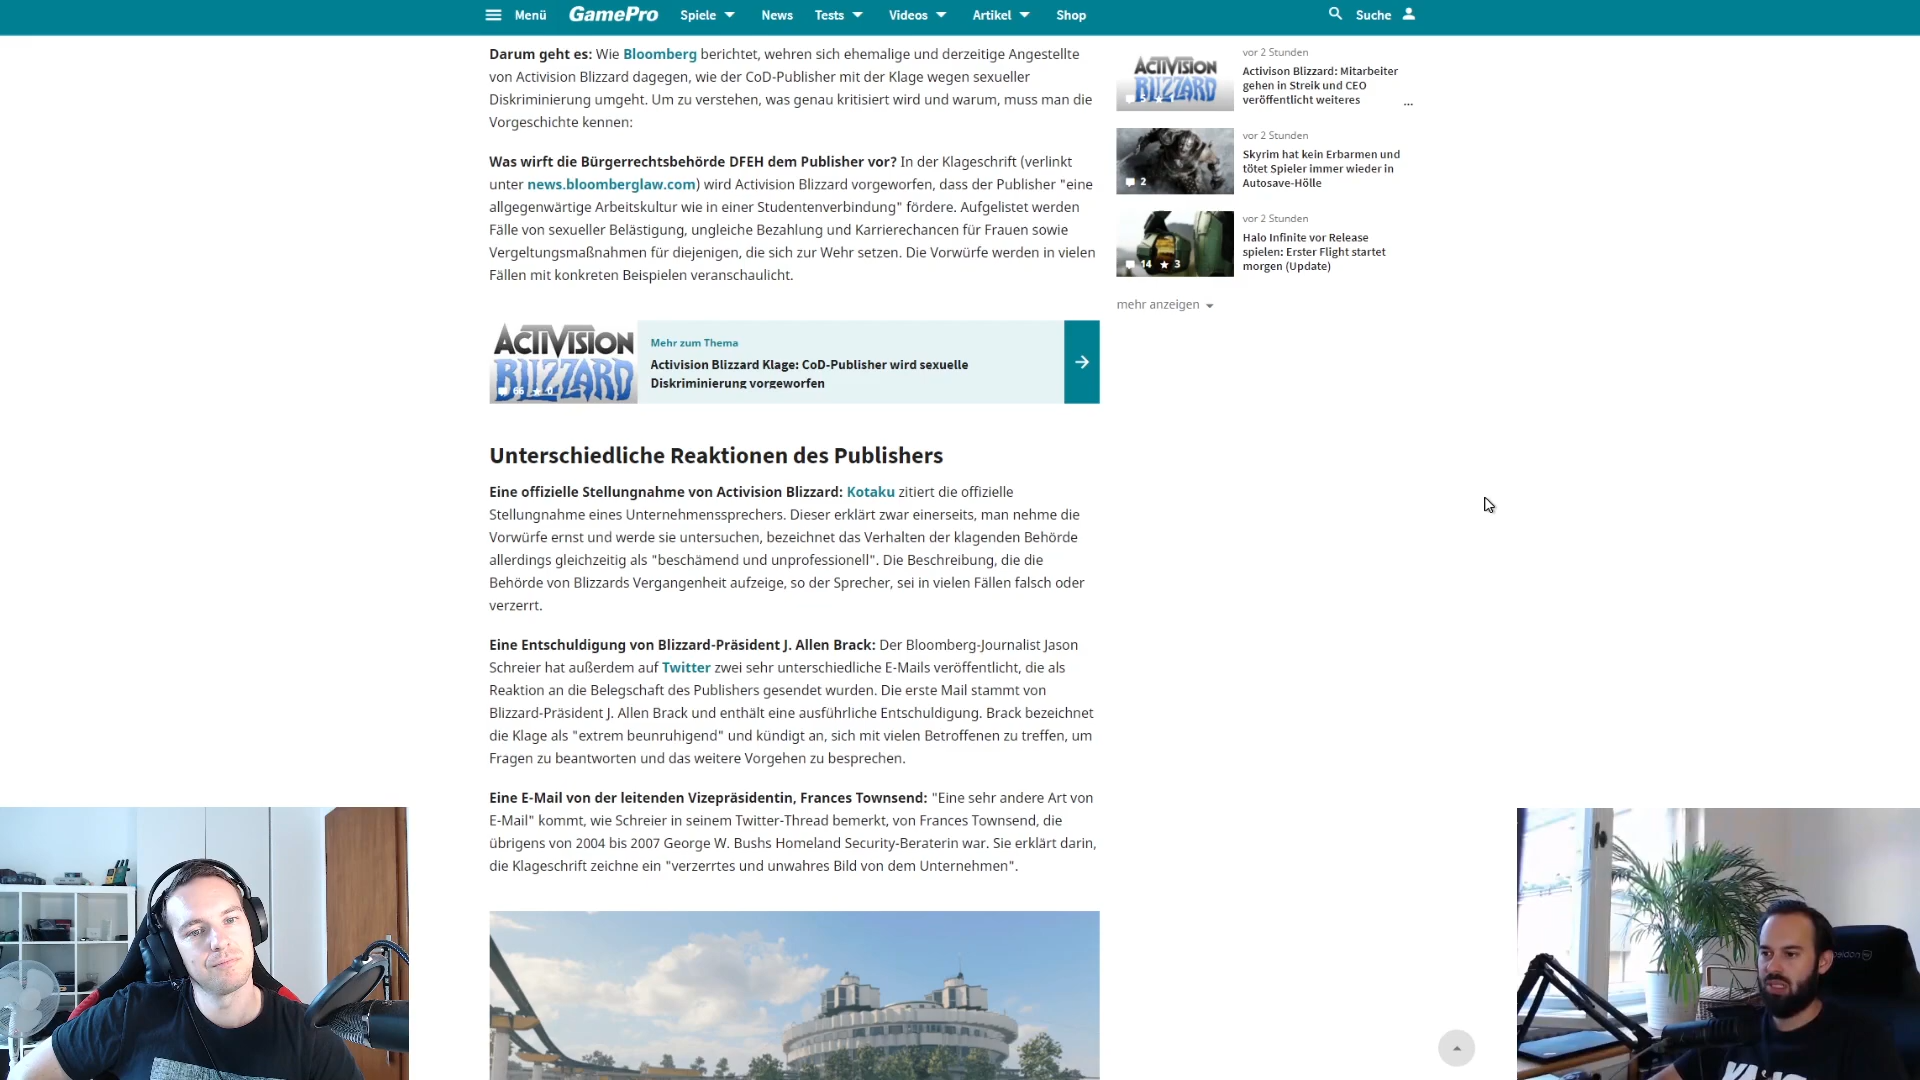 Menü
GamePro
Spiele
News
Tests
Videos
Artikel
Shop
Suche
Darum geht es: Wie Bloomberg berichtet, wehren sich ehemalige und derzeitige Angestellte
von Activision Blizzard dagegen, wie der CoD-Publisher mit der Klage wegen sexueller
Diskriminierung umgeht. Um zu verstehen, was genau kritisiert wird und warum, muss man die
Vorgeschichte kennen:
Was wirft die Bürgerrechtsbehörde DFEH dem Publisher vor? In der Klageschrift (verlinkt
unter news.bloomberglaw.com) wird Activision Blizzard vorgeworfen, dass der Publisher "eine
allgegenwärtige Arbeitskultur wie in einer Studentenverbindung" fördere. Aufgelistet werden
Fälle von sexueller Belästigung, ungleiche Bezahlung und Karrierechancen für Frauen sowie
Vergeltungsmaßnahmen für diejenigen, die sich zur Wehr setzen. Die Vorwürfe werden in vielen
Fällen mit konkreten Beispielen veranschaulicht.
ACTIVISION
BLIZZARD
66 0
Mehr zum Thema
Activision Blizzard Klage: CoD-Publisher wird sexuelle
Diskriminierung vorgeworfen
Unterschiedliche Reaktionen des Publishers
Eine offizielle Stellungnahme von Activision Blizzard: Kotaku zitiert die offizielle
Stellungnahme eines Unternehmenssprechers. Dieser erklärt zwar einerseits, man nehme die
Vorwürfe ernst und werde sie untersuchen, bezeichnet das Verhalten der klagenden Behörde
allerdings gleichzeitig als "beschämend und unprofessionell". Die Beschreibung, die die
Behörde von Blizzards Vergangenheit aufzeige, so der Sprecher, sei in vielen Fällen falsch oder
verzerrt.
Eine Entschuldigung von Blizzard-Präsident J. Allen Brack: Der Bloomberg-Journalist Jason
Schreier hat außerdem auf Twitter zwei sehr unterschiedliche E-Mails veröffentlicht, die als
Reaktion an die Belegschaft des Publishers gesendet wurden. Die erste Mail stammt von
Blizzard-Präsident J. Allen Brack und enthält eine ausführliche Entschuldigung. Brack bezeichnet
die Klage als "extrem beunruhigend" und kündigt an, sich mit vielen Betroffenen zu treffen, um
Fragen zu beantworten und das weitere Vorgehen zu besprechen.
Eine E-Mail von der leitenden Vizepräsidentin, Frances Townsend: "Eine sehr andere Art von
E-Mail" kommt, wie Schreier in seinem Twitter-Thread bemerkt, von Frances Townsend, die
übrigens von 2004 bis 2007 George W. Bushs Homeland Security-Beraterin war. Sie erklärt darin,
die Klageschrift zeichne ein "verzerrtes und unwahres Bild von dem Unternehmen".
ACTIVISION
BLIZZARD
vor 2 Stunden
Activison Blizzard: Mitarbeiter
gehen in Streik und CEO
veröffentlicht weiteres
...
2
vor 2 Stunden
Skyrim hat kein Erbarmen und
tötet Spieler immer wieder in
Autosave-Hölle
14 3
vor 2 Stunden
Halo Infinite vor Release
spielen: Erster Flight startet
morgen (Update)
mehr anzeigen